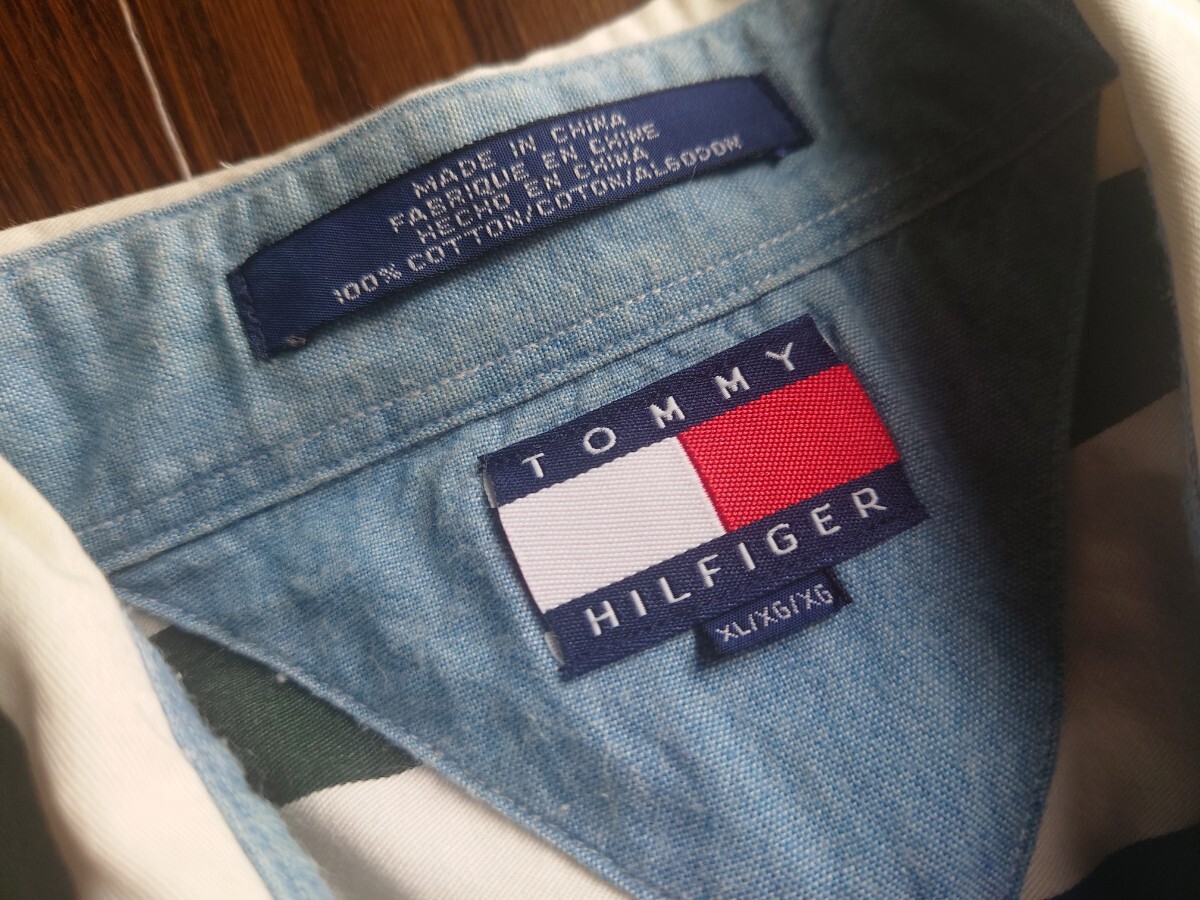 MADE IN CHINA
FABRIQUE EN CHINE
HECHO EN CHINA
100% COTTON/COTON/ALGODON
TOMMY
HILFIGER
XL/XG/XG